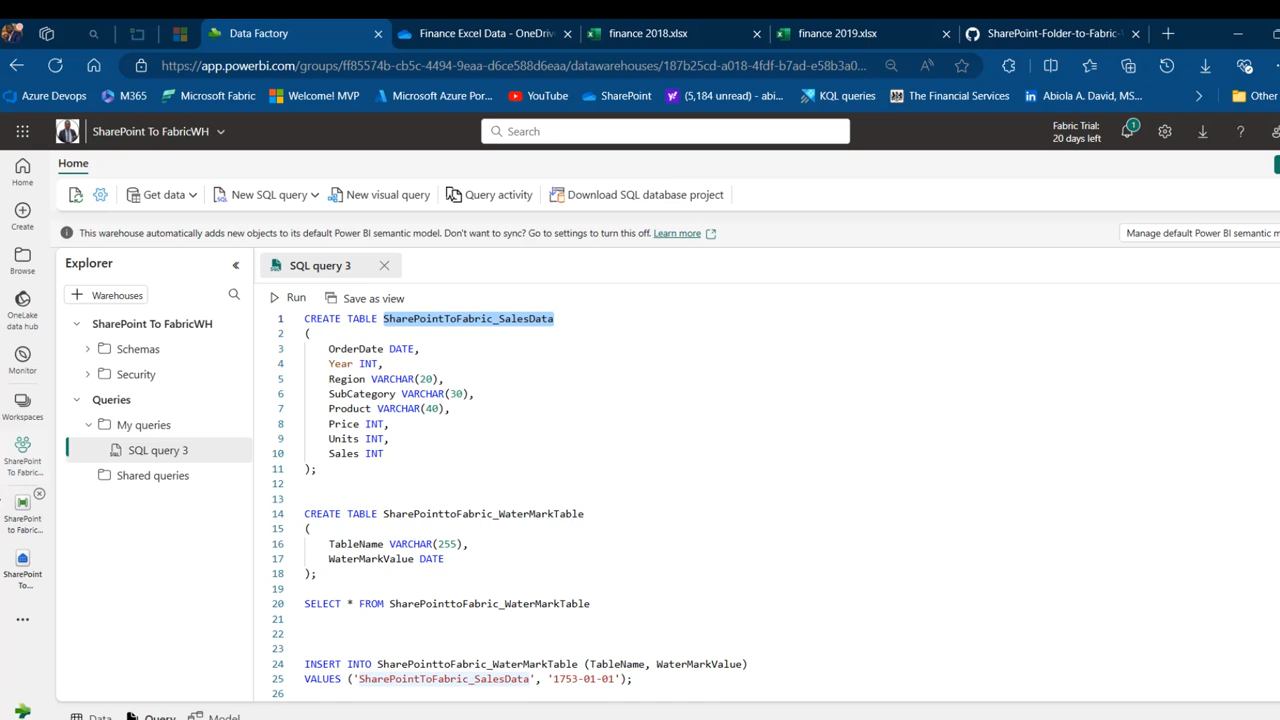 Data Factory
Finance Excel Data - OneDriv
finance 2018.xlsx
finance 2019.xlsx
SharePoint-Folder-to-Fabric-
https://app.powerbi.com/groups/ff85574b-cb5c-4494-9eaa-d6ce588d6eaa/datawarehouses/187b25cd-a018-4fdf-b7ad-e58b3a0...
Azure Devops
M365
Microsoft Fabric
Welcome! MVP
Microsoft Azure Por...
YouTube
SharePoint
(5,184 unread) - abi...
KQL queries
The Financial Services
Abiola A. David, MS...
Other
SharePoint To FabricWH
Search
Fabric Trial:
20 days left
1
Home
Get data
New SQL query
New visual query
Query activity
Download SQL database project
This warehouse automatically adds new objects to its default Power BI semantic model. Don't want to sync? Go to settings to turn this off. Learn more
Manage default Power BI semantic m
Home
Create
Browse
OneLake
data hub
Monitor
Workspaces
SharePoint
To Fabric...
SharePoint
to Fabric...
SharePoint
To...
Explorer
Warehouses
SharePoint To FabricWH
Schemas
Security
Queries
My queries
SQL query 3
Shared queries
SQL query 3
Run
Save as view
1 CREATE TABLE SharePointToFabric_SalesData
2 (
3 OrderDate DATE,
4 Year INT,
5 Region VARCHAR(20),
6 SubCategory VARCHAR(30),
7 Product VARCHAR(40),
8 Price INT,
9 Units INT,
10 Sales INT
11 );
12
13
14 CREATE TABLE SharePointtoFabric_WaterMarkTable
15 (
16 TableName VARCHAR(255),
17 WaterMarkValue DATE
18 );
19
20 SELECT * FROM SharePointtoFabric_WaterMarkTable
21
22
23
24 INSERT INTO SharePointtoFabric_WaterMarkTable (TableName, WaterMarkValue)
25 VALUES ('SharePointToFabric_SalesData', '1753-01-01');
26
Data
Query
Model